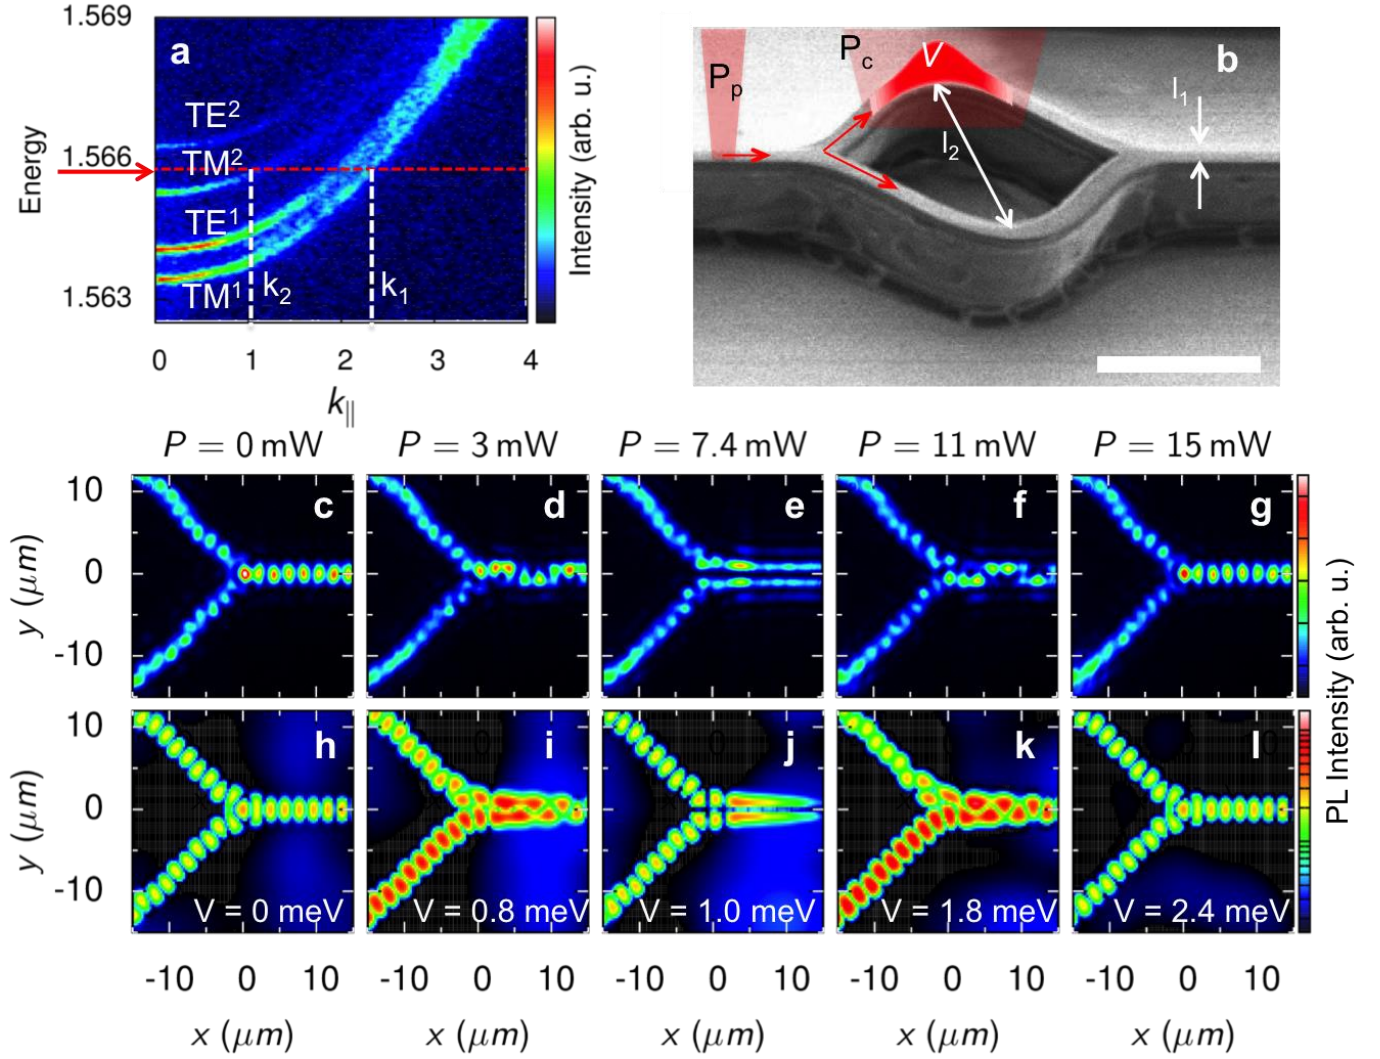 1.569
a
TE²
1.566
TM²
TE¹
TM¹
k₂
k₁
1.563
Energy
Intensity (arb. u.)
0 1 2 3 4
k∥
b
Pₚ
P_c
V
l₁
l₂
P = 0 mW P = 3 mW P = 7.4 mW P = 11 mW P = 15 mW
c d e f g
10
0
-10
y (μm)
h i j k l
10
0
-10
y (μm)
V = 0 meV V = 0.8 meV V = 1.0 meV V = 1.8 meV V = 2.4 meV
PL Intensity (arb. u.)
-10 0 10 -10 0 10 -10 0 10 -10 0 10 -10 0 10
x (μm) x (μm) x (μm) x (μm) x (μm)